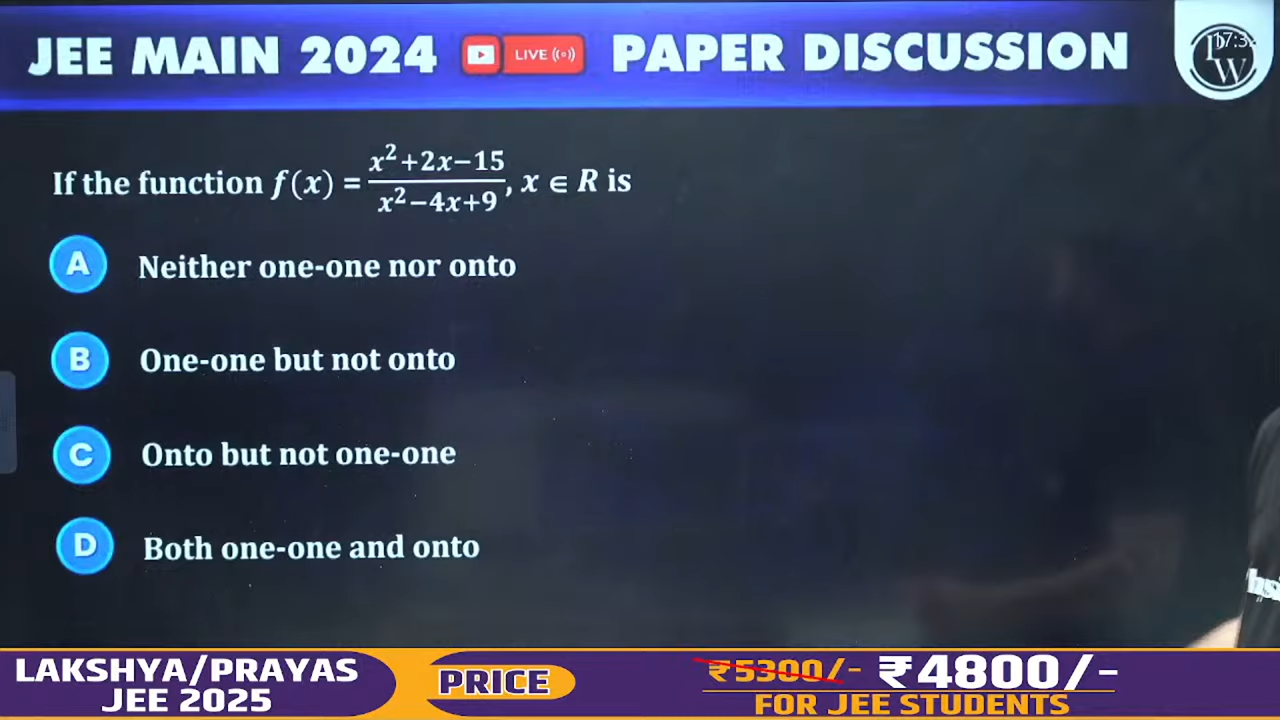 JEE MAIN 2024 LIVE PAPER DISCUSSION
If the function f(x) = \frac{x²+2x−15}{x²−4x+9}, x ∈ R is
A Neither one-one nor onto
B One-one but not onto
C Onto but not one-one
D Both one-one and onto
LAKSHYA/PRAYAS
JEE 2025
PRICE
₹5300/- ₹4800/-
FOR JEE STUDENTS